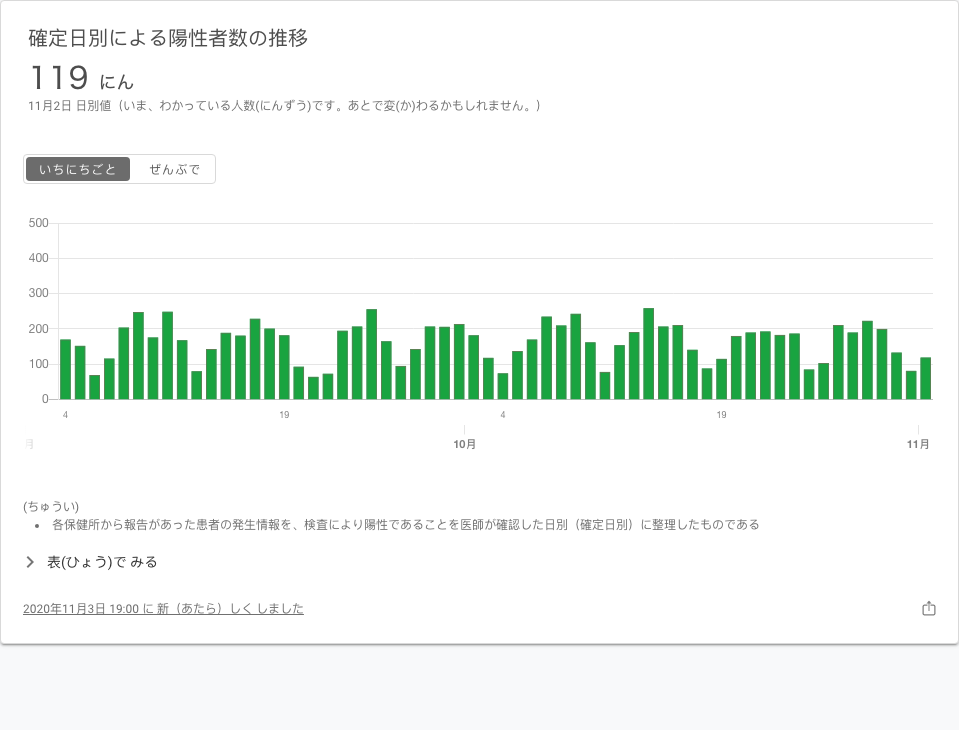 確定日別による陽性者数の推移
119 にん
11月2日 日別値（いま、わかっている人数(にんずう)です。あとで変(か)わるかもしれません。）
いちにちごと ぜんぶで
500
400
300
200
100
0
4 19 4 19
月 10月 11月
(ちゅうい)
• 各保健所から報告があった患者の発生情報を、検査により陽性であることを医師が確認した日別（確定日別）に整理したものである
表(ひょう)で みる
2020年11月3日 19:00 に 新（あたら）しく しました